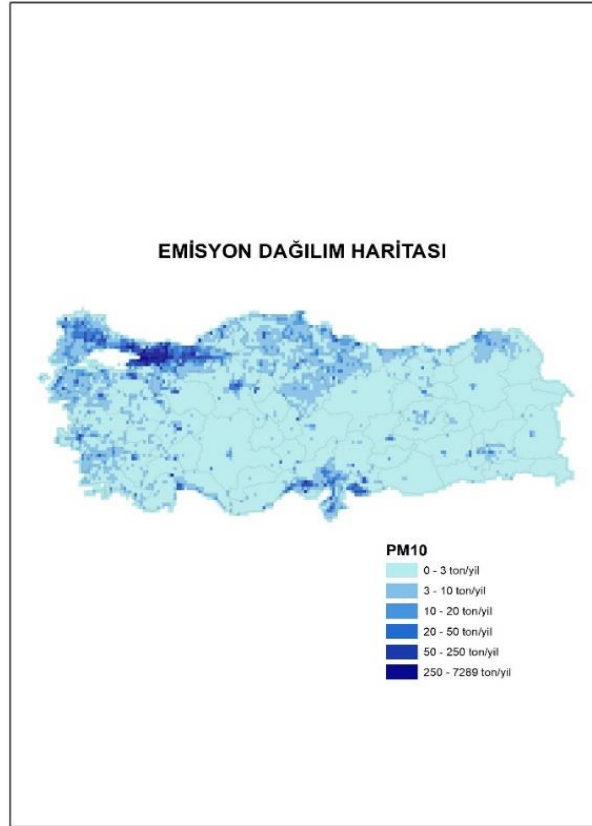 EMİSYON DAĞILIM HARİTASI
PM10
0 - 3 ton/yil
3 - 10 ton/yil
10 - 20 ton/yil
20 - 50 ton/yil
50 - 250 ton/yil
250 - 7289 ton/yil